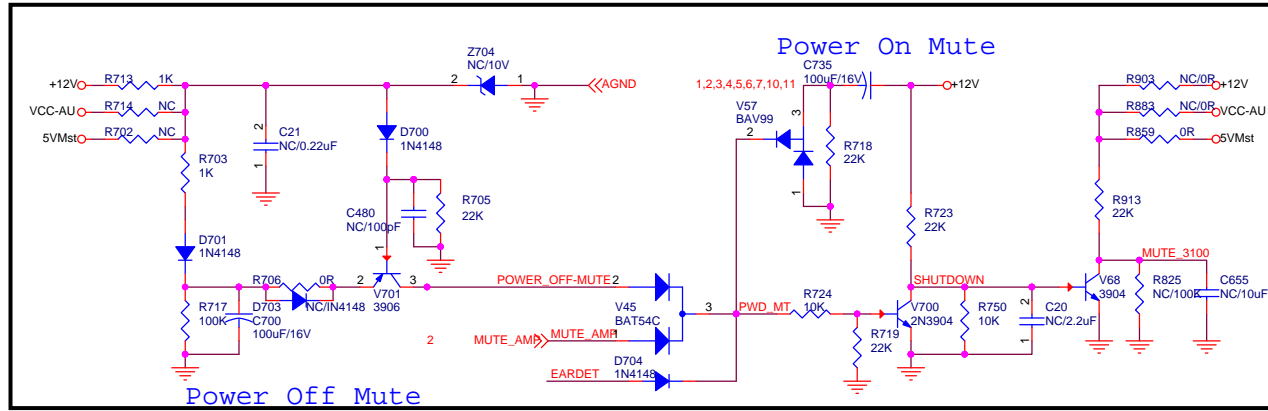 Power On Mute
Z704
NC/10V
2
1
AGND
+12V
R713
1K
VCC-AU
R714
NC
5VMst
R702
NC
2
C21
NC/0.22uF
1
D700
1N4148
R703
1K
C480
NC/100pF
R705
22K
D701
1N4148
R706
0R
NC/IN4148
D703
2
1
3
V701
3906
R717
100K
C700
100uF/16V
Power Off Mute
POWER_OFF-MUTE
2
V45
BAT54C
3
2
MUTE_AMP
MUTE_AMP
1
D704
1N4148
EARDET
1,2,3,4,5,6,7,10,11
C735
100uF/16V
+12V
V57
BAV99
2
3
1
R718
22K
R723
22K
PWD_MT
R724
10K
R719
22K
SHUTDOWN
V700
2N3904
R750
10K
2
C20
NC/2.2uF
1
R903
NC/0R
+12V
R883
NC/0R
VCC-AU
R859
0R
5VMst
R913
22K
MUTE_3100
V68
3904
R825
NC/100K
C655
NC/10uF